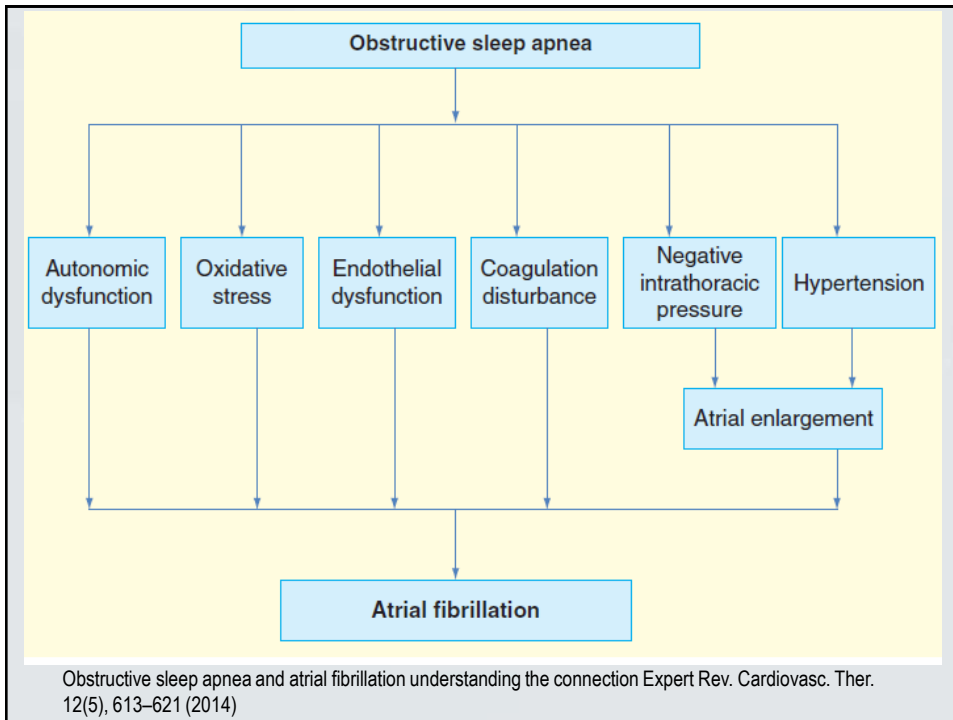 Obstructive sleep apnea
Autonomic
dysfunction
Oxidative
stress
Endothelial
dysfunction
Coagulation
disturbance
Negative
intrathoracic
pressure
Hypertension
Atrial enlargement
Atrial fibrillation
Obstructive sleep apnea and atrial fibrillation understanding the connection Expert Rev. Cardiovasc. Ther.
12(5), 613–621 (2014)